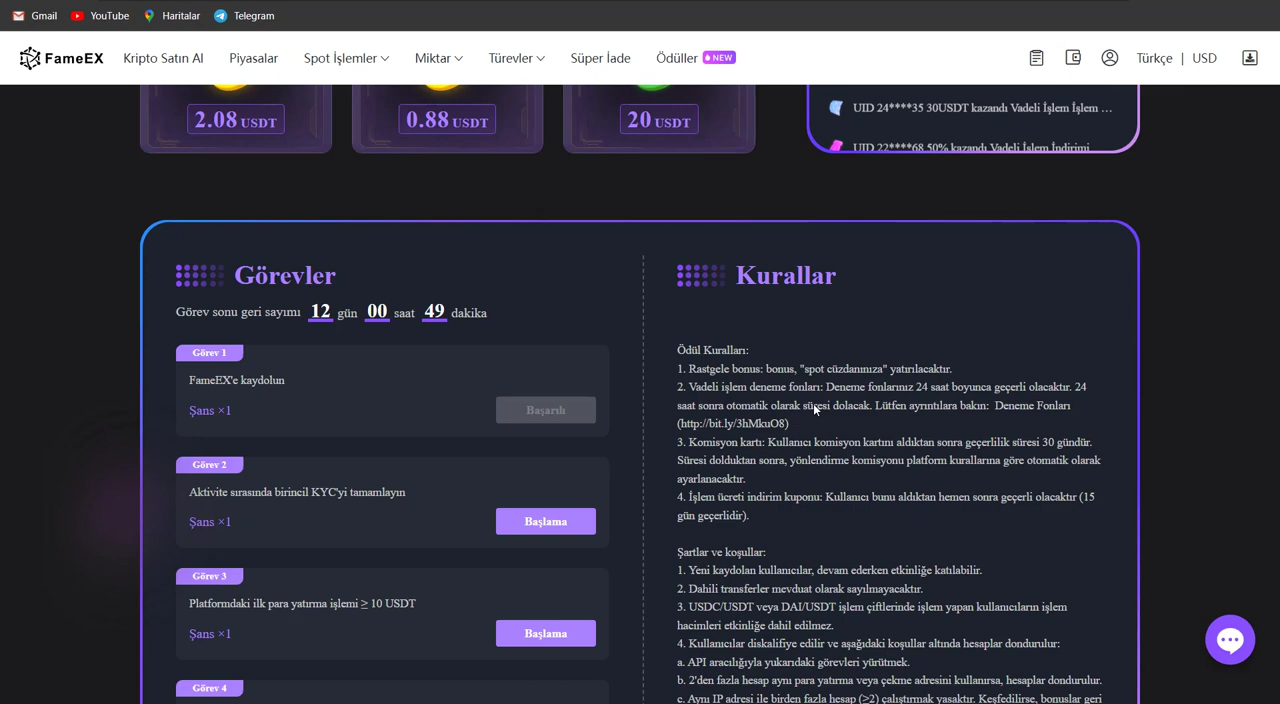 Gmail YouTube Haritalar Telegram
FameEX Kripto Satın Al Piyasalar Spot İşlemler Miktar Türevler Süper İade Ödüller NEW Türkçe | USD
2.08 USDT 0.88 USDT 20 USDT
UID 24****35 30USDT kazandı Vadeli İşlem İşlem ...
UID 22****68 50% kazandı Vadeli İşlem İndirimi
Görevler
Görev sonu geri sayımı 12 gün 00 saat 49 dakika
Görev 1
FameEX'e kaydolun
Şans ×1 Başarılı
Görev 2
Aktivite sırasında birincil KYC'yi tamamlayın
Şans ×1 Başlama
Görev 3
Platformdaki ilk para yatırma işlemi ≥ 10 USDT
Şans ×1 Başlama
Görev 4
Kurallar
Ödül Kuralları:
1. Rastgele bonus: bonus, "spot cüzdanınıza" yatırılacaktır.
2. Vadeli işlem deneme fonları: Deneme fonlarınız 24 saat boyunca geçerli olacaktır. 24
saat sonra otomatik olarak süresi dolacak. Lütfen ayrıntılara bakın: Deneme Fonları
(http://bit.ly/3hMkuO8)
3. Komisyon kartı: Kullanıcı komisyon kartını aldıktan sonra geçerlilik süresi 30 gündür.
Süresi dolduktan sonra, yönlendirme komisyonu platform kurallarına göre otomatik olarak
ayarlanacaktır.
4. İşlem ücreti indirim kuponu: Kullanıcı bunu aldıktan hemen sonra geçerli olacaktır (15
gün geçerlidir).
Şartlar ve koşullar:
1. Yeni kaydolan kullanıcılar, devam ederken etkinliğe katılabilir.
2. Dahili transferler mevduat olarak sayılmayacaktır.
3. USDC/USDT veya DAI/USDT işlem çiftlerinde işlem yapan kullanıcıların işlem
hacimleri etkinliğe dahil edilmez.
4. Kullanıcılar diskalifiye edilir ve aşağıdaki koşullar altında hesaplar dondurulur:
a. API aracılığıyla yukarıdaki görevleri yürütmek.
b. 2'den fazla hesap aynı para yatırma veya çekme adresini kullanırsa, hesaplar dondurulur.
c. Aynı IP adresi ile birden fazla hesap (≥2) çalıştırmak yasaktır. Keşfedilirse, bonuslar geri